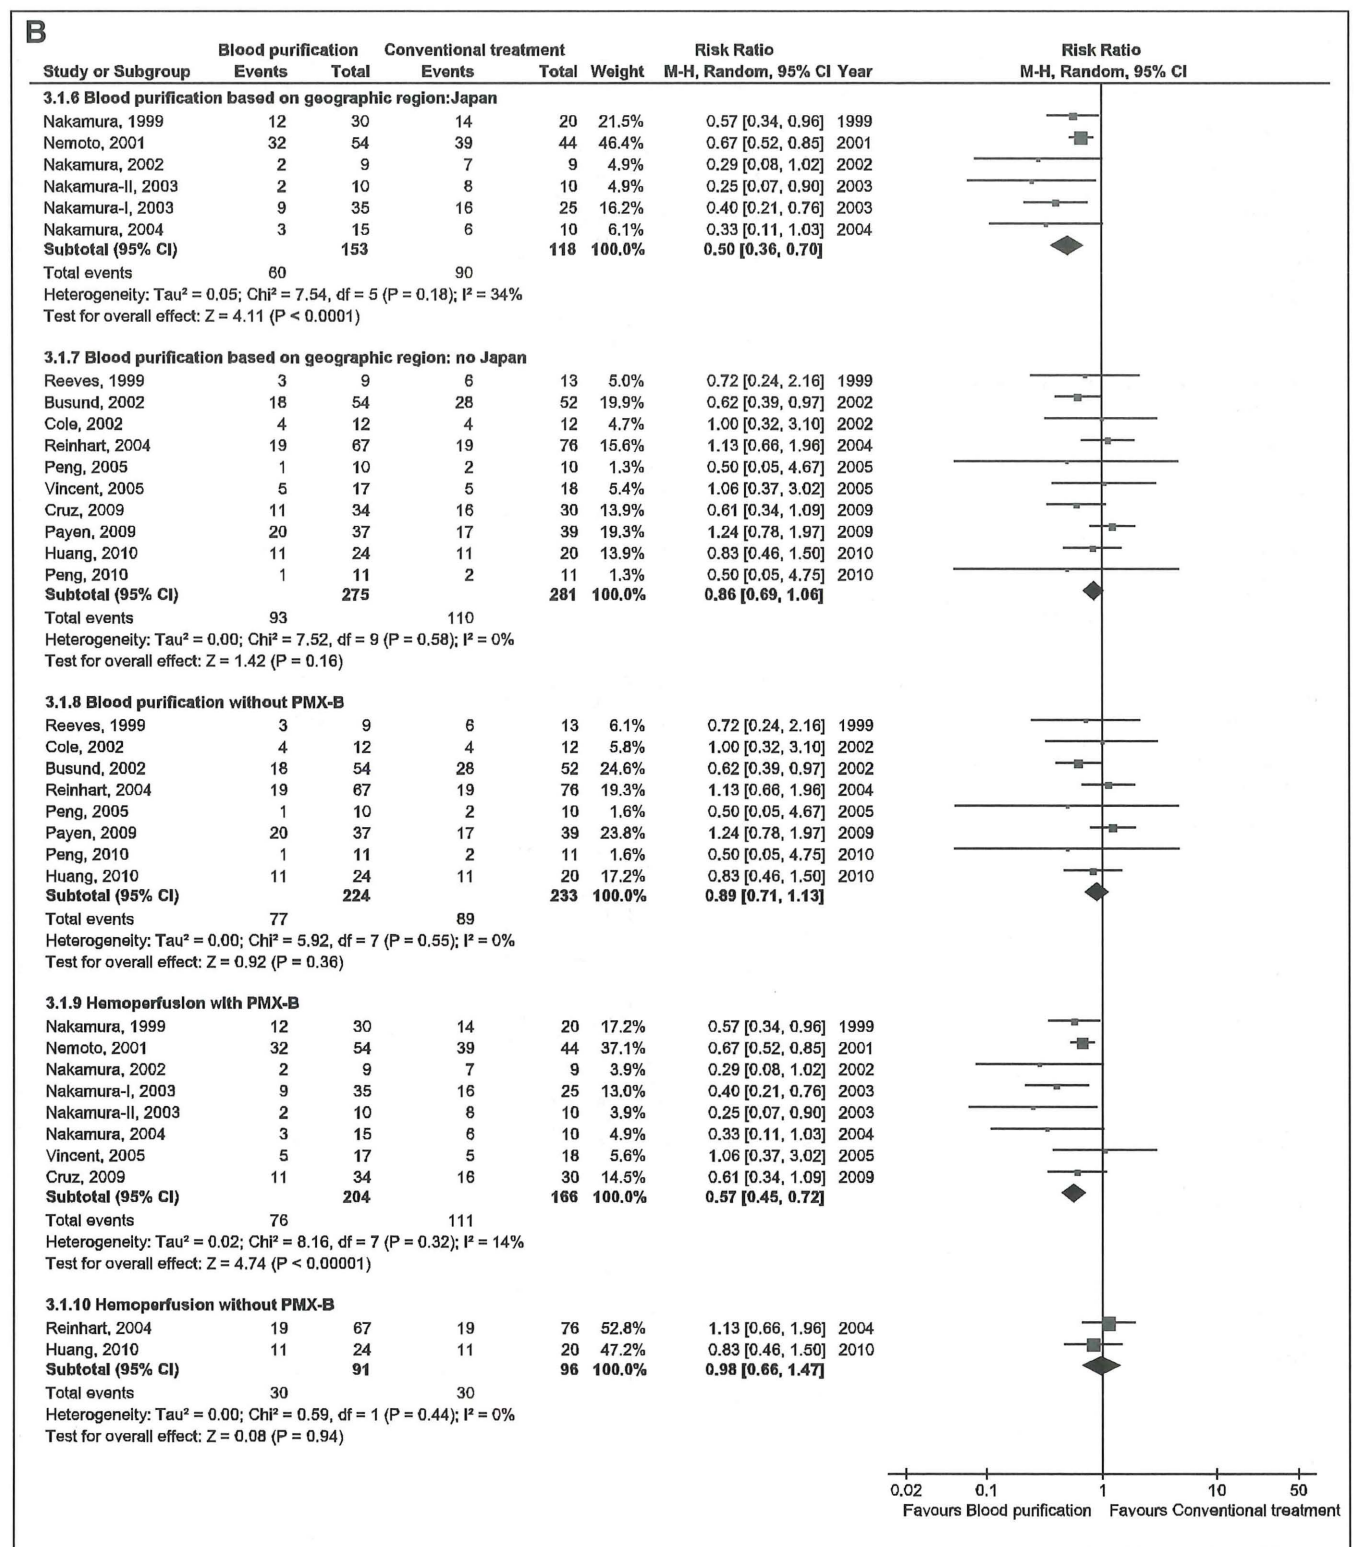 B
Blood purification Conventional treatment Risk Ratio Risk Ratio
Study or Subgroup Events Total Events Total Weight M-H, Random, 95% CI Year M-H, Random, 95% CI
3.1.6 Blood purification based on geographic region:Japan
Nakamura, 1999 12 30 14 20 21.5% 0.57 [0.34, 0.96] 1999
Nemoto, 2001 32 54 39 44 46.4% 0.67 [0.52, 0.85] 2001
Nakamura, 2002 2 9 7 9 4.9% 0.29 [0.08, 1.02] 2002
Nakamura-II, 2003 2 10 8 10 4.9% 0.25 [0.07, 0.90] 2003
Nakamura-I, 2003 9 35 16 25 16.2% 0.40 [0.21, 0.76] 2003
Nakamura, 2004 3 15 6 10 6.1% 0.33 [0.11, 1.03] 2004
Subtotal (95% CI) 153 118 100.0% 0.50 [0.36, 0.70]
Total events 60 90
Heterogeneity: Tau² = 0.05; Chi² = 7.54, df = 5 (P = 0.18); I² = 34%
Test for overall effect: Z = 4.11 (P < 0.0001)
3.1.7 Blood purification based on geographic region: no Japan
Reeves, 1999 3 9 6 13 5.0% 0.72 [0.24, 2.16] 1999
Busund, 2002 18 54 28 52 19.9% 0.62 [0.39, 0.97] 2002
Cole, 2002 4 12 4 12 4.7% 1.00 [0.32, 3.10] 2002
Reinhart, 2004 19 67 19 76 15.6% 1.13 [0.66, 1.96] 2004
Peng, 2005 1 10 2 10 1.3% 0.50 [0.05, 4.67] 2005
Vincent, 2005 5 17 5 18 5.4% 1.06 [0.37, 3.02] 2005
Cruz, 2009 11 34 16 30 13.9% 0.61 [0.34, 1.09] 2009
Payen, 2009 20 37 17 39 19.3% 1.24 [0.78, 1.97] 2009
Huang, 2010 11 24 11 20 13.9% 0.83 [0.46, 1.50] 2010
Peng, 2010 1 11 2 11 1.3% 0.50 [0.05, 4.75] 2010
Subtotal (95% CI) 275 281 100.0% 0.86 [0.69, 1.06]
Total events 93 110
Heterogeneity: Tau² = 0.00; Chi² = 7.52, df = 9 (P = 0.58); I² = 0%
Test for overall effect: Z = 1.42 (P = 0.16)
3.1.8 Blood purification without PMX-B
Reeves, 1999 3 9 6 13 6.1% 0.72 [0.24, 2.16] 1999
Cole, 2002 4 12 4 12 5.8% 1.00 [0.32, 3.10] 2002
Busund, 2002 18 54 28 52 24.6% 0.62 [0.39, 0.97] 2002
Reinhart, 2004 19 67 19 76 19.3% 1.13 [0.66, 1.96] 2004
Peng, 2005 1 10 2 10 1.6% 0.50 [0.05, 4.67] 2005
Payen, 2009 20 37 17 39 23.8% 1.24 [0.78, 1.97] 2009
Peng, 2010 1 11 2 11 1.6% 0.50 [0.05, 4.75] 2010
Huang, 2010 11 24 11 20 17.2% 0.83 [0.46, 1.50] 2010
Subtotal (95% CI) 224 233 100.0% 0.89 [0.71, 1.13]
Total events 77 89
Heterogeneity: Tau² = 0.00; Chi² = 5.92, df = 7 (P = 0.55); I² = 0%
Test for overall effect: Z = 0.92 (P = 0.36)
3.1.9 Hemoperfusion with PMX-B
Nakamura, 1999 12 30 14 20 17.2% 0.57 [0.34, 0.96] 1999
Nemoto, 2001 32 54 39 44 37.1% 0.67 [0.52, 0.85] 2001
Nakamura, 2002 2 9 7 9 3.9% 0.29 [0.08, 1.02] 2002
Nakamura-I, 2003 9 35 16 25 13.0% 0.40 [0.21, 0.76] 2003
Nakamura-II, 2003 2 10 8 10 3.9% 0.25 [0.07, 0.90] 2003
Nakamura, 2004 3 15 6 10 4.9% 0.33 [0.11, 1.03] 2004
Vincent, 2005 5 17 5 18 5.6% 1.06 [0.37, 3.02] 2005
Cruz, 2009 11 34 16 30 14.5% 0.61 [0.34, 1.09] 2009
Subtotal (95% CI) 204 166 100.0% 0.57 [0.45, 0.72]
Total events 76 111
Heterogeneity: Tau² = 0.02; Chi² = 8.16, df = 7 (P = 0.32); I² = 14%
Test for overall effect: Z = 4.74 (P < 0.00001)
3.1.10 Hemoperfusion without PMX-B
Reinhart, 2004 19 67 19 76 52.8% 1.13 [0.66, 1.96] 2004
Huang, 2010 11 24 11 20 47.2% 0.83 [0.46, 1.50] 2010
Subtotal (95% CI) 91 96 100.0% 0.98 [0.66, 1.47]
Total events 30 30
Heterogeneity: Tau² = 0.00; Chi² = 0.59, df = 1 (P = 0.44); I² = 0%
Test for overall effect: Z = 0.08 (P = 0.94)
0.02 0.1 1 10 50
Favours Blood purification Favours Conventional treatment